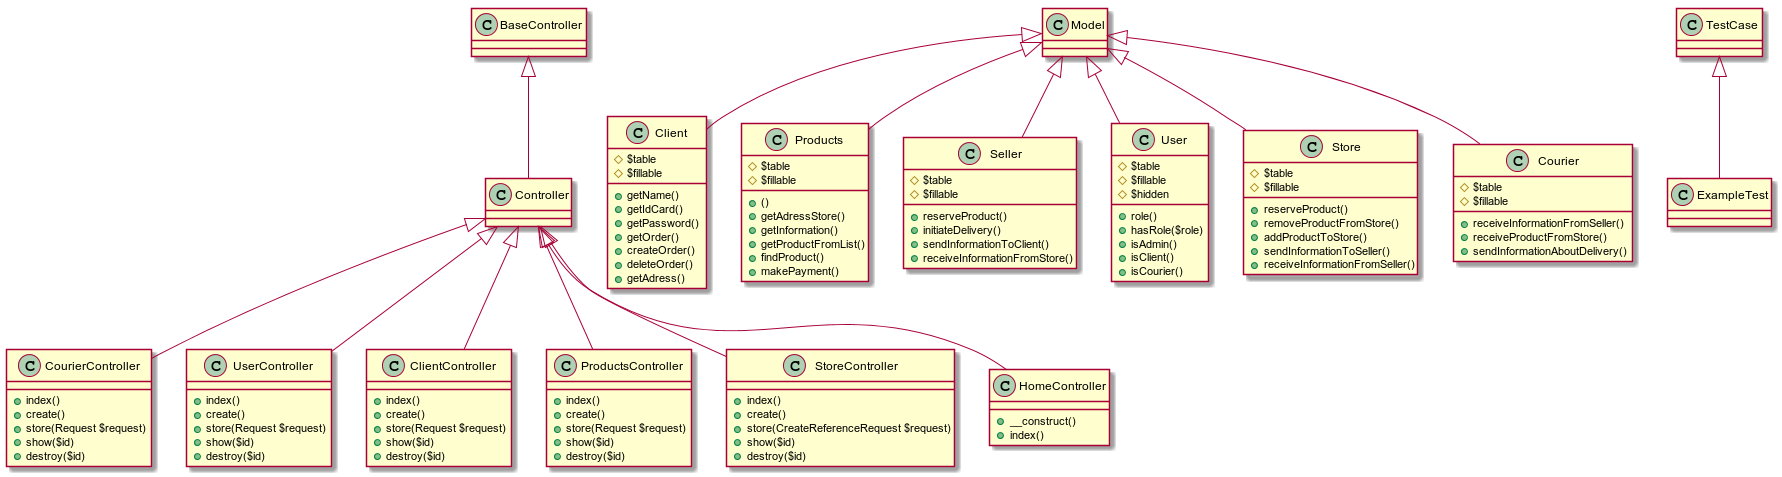 C BaseController
C Model
C TestCase
C Client
$table
$fillable
getName()
getIdCard()
getPassword()
getOrder()
createOrder()
deleteOrder()
getAdress()
C Products
$table
$fillable
()
getAdressStore()
getInformation()
getProductFromList()
findProduct()
makePayment()
C Seller
$table
$fillable
reserveProduct()
initiateDelivery()
sendInformationToClient()
receiveInformationFromStore()
C User
$table
$fillable
$hidden
role()
hasRole($role)
isAdmin()
isClient()
isCourier()
C Store
$table
$fillable
reserveProduct()
removeProductFromStore()
addProductToStore()
sendInformationToSeller()
receiveInformationFromSeller()
C Courier
$table
$fillable
receiveInformationFromSeller()
receiveProductFromStore()
sendInformationAboutDelivery()
C Controller
C ExampleTest
C CourierController
index()
create()
store(Request $request)
show($id)
destroy($id)
C UserController
index()
create()
store(Request $request)
show($id)
destroy($id)
C ClientController
index()
create()
store(Request $request)
show($id)
destroy($id)
C ProductsController
index()
create()
store(Request $request)
show($id)
destroy($id)
C StoreController
index()
create()
store(CreateReferenceRequest $request)
show($id)
destroy($id)
C HomeController
__construct()
index()